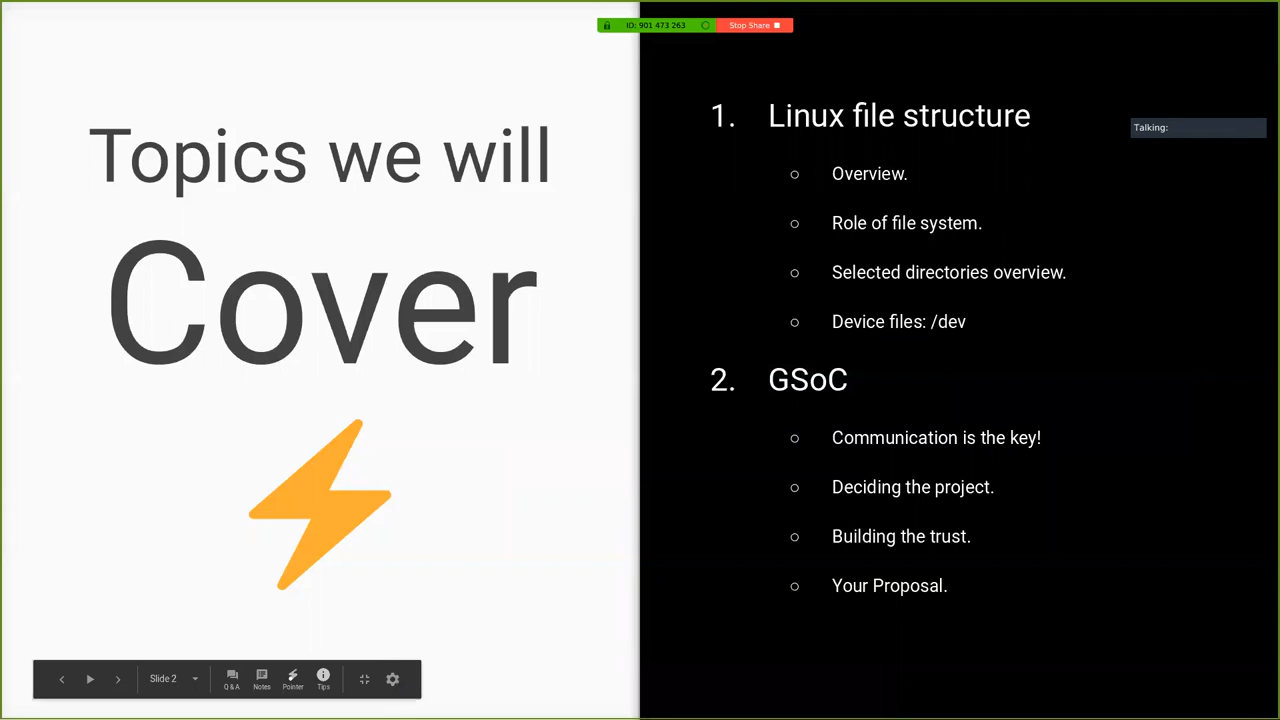 ID: 901 473 263 Stop Share
Topics we will
Cover
1. Linux file structure
Talking:
○ Overview.
○ Role of file system.
○ Selected directories overview.
○ Device files: /dev
2. GSoC
○ Communication is the key!
○ Deciding the project.
○ Building the trust.
○ Your Proposal.
Slide 2
Q & A Notes Pointer Tips